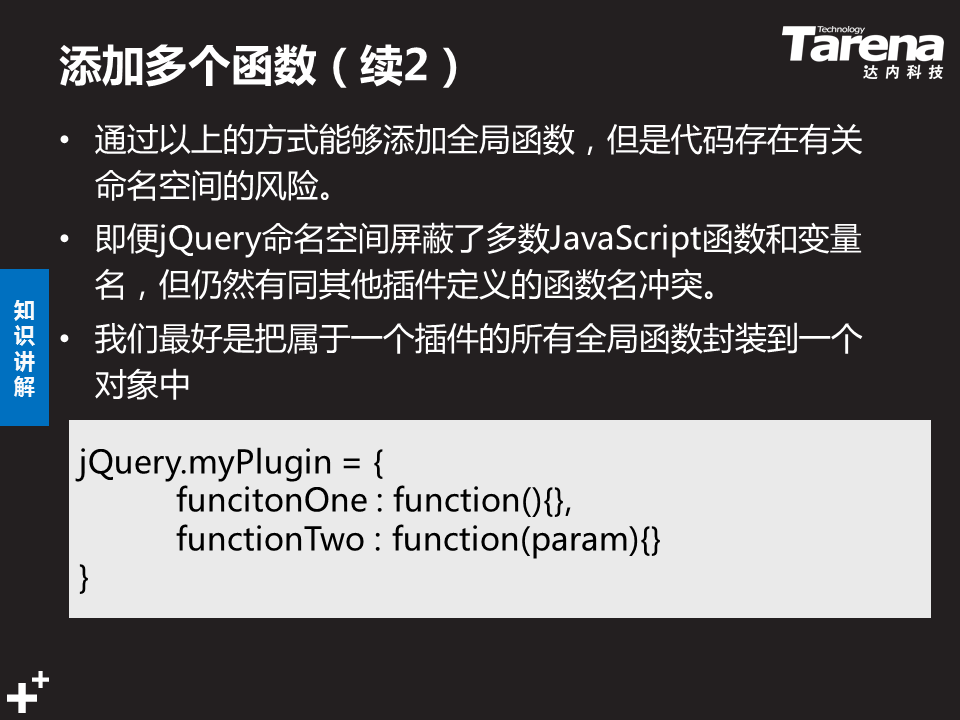 添加多个函数（续2）
Technology
Tarena
达内科技
• 通过以上的方式能够添加全局函数，但是代码存在有关
命名空间的风险。
• 即便jQuery命名空间屏蔽了多数JavaScript函数和变量
名，但仍然有同其他插件定义的函数名冲突。
知识讲解
• 我们最好是把属于一个插件的所有全局函数封装到一个
对象中
jQuery.myPlugin = {
funcitonOne : function(){},
functionTwo : function(param){}
}